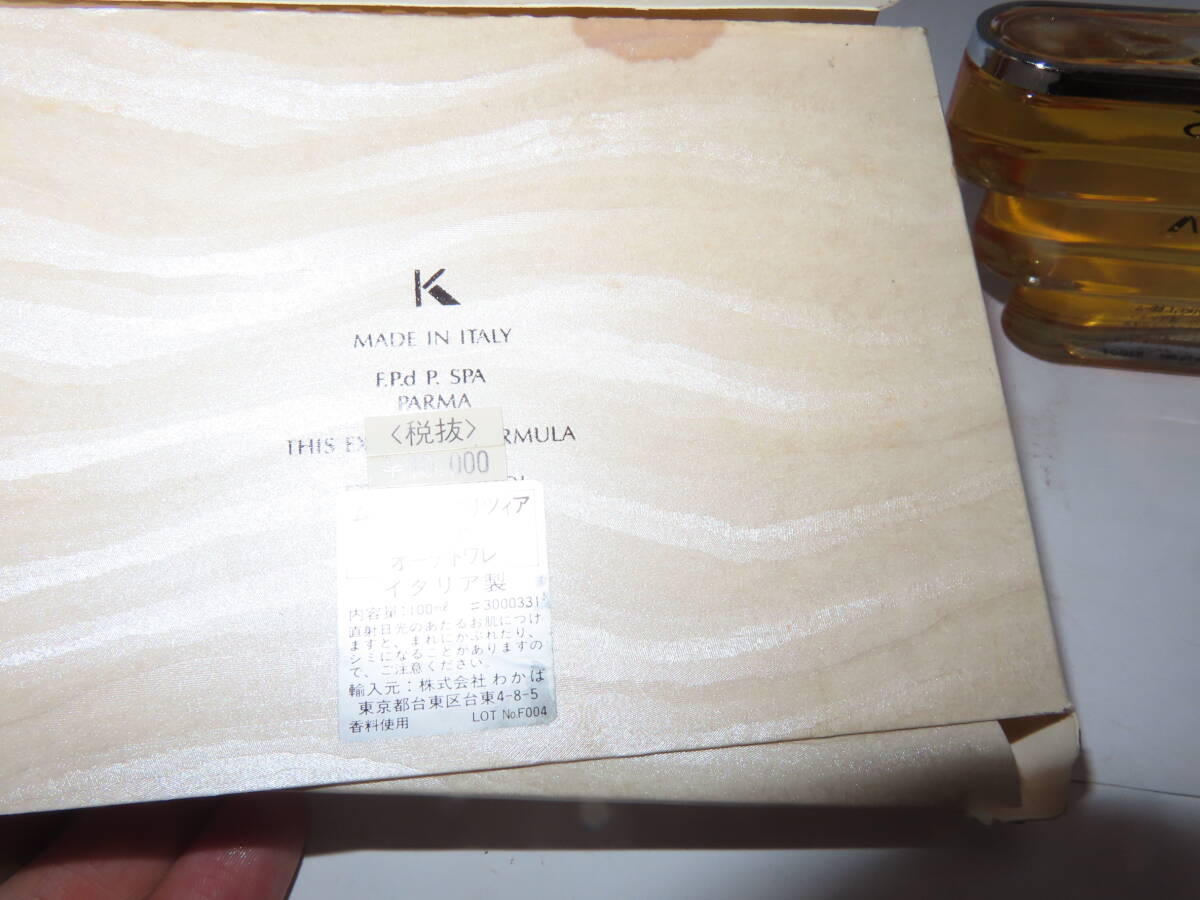 K
MADE IN ITALY
F.P.d P. SPA
PARMA
THIS
〈税抜〉
000
ツィア
オードトワレ
イタリア製
内容量:100mℓ #3000331
直射日光のあたるお肌につけ
ますと、まれにかぶれたり、
シミになることがありますの
で、ご注意ください。
輸入元:株式会社わかば
東京都台東区台東4-8-5
香料使用 LOT No.F004